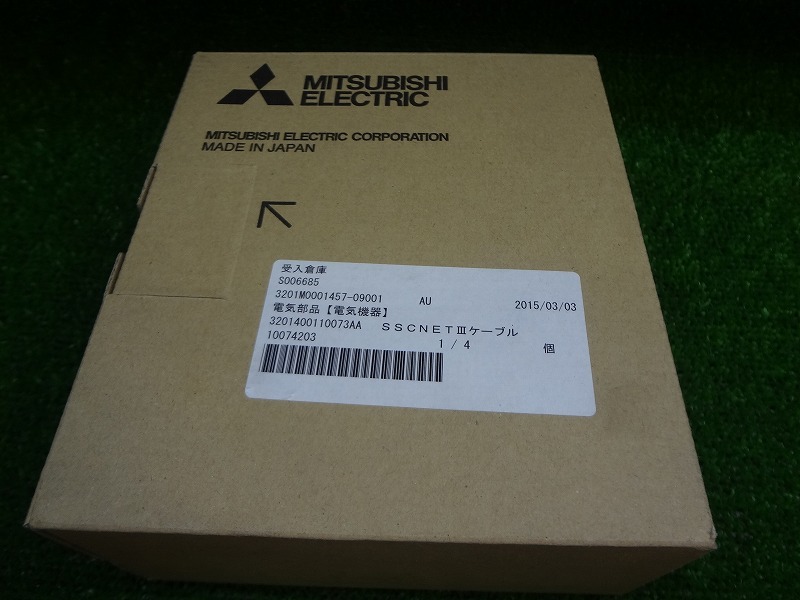 MITSUBISHI
ELECTRIC
MITSUBISHI ELECTRIC CORPORATION
MADE IN JAPAN
受入倉庫
S006685
3201M0001457-09001 AU 2015/03/03
電気部品【電気機器】
3201400110073AA SSCNETⅢケーブル
10074203 1 / 4 個